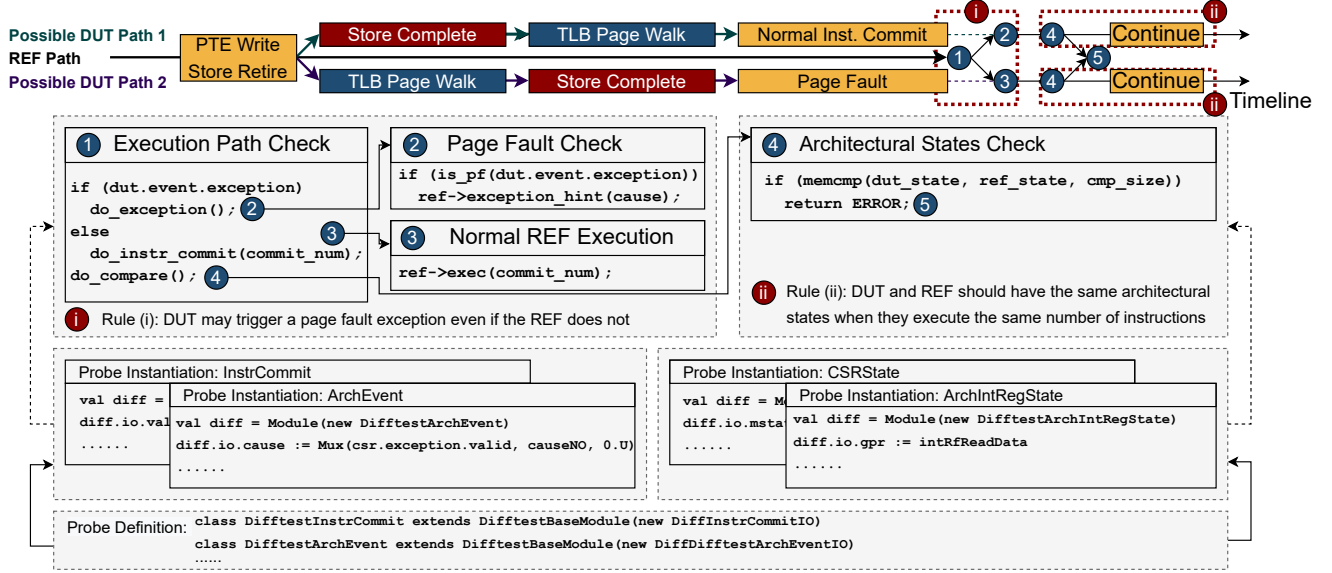 Possible DUT Path 1
REF Path
Possible DUT Path 2
PTE Write
Store Retire
Store Complete
TLB Page Walk
Normal Inst. Commit
TLB Page Walk
Store Complete
Page Fault
i
1
2
3
4
4
5
Continue
Continue
ii
ii
Timeline
1 Execution Path Check
if (dut.event.exception)
do_exception(); 2
else 3
do_instr_commit(commit_num);
do_compare(); 4
2 Page Fault Check
if (is_pf(dut.event.exception))
ref->exception_hint(cause);
3 Normal REF Execution
ref->exec(commit_num);
i Rule (i): DUT may trigger a page fault exception even if the REF does not
4 Architectural States Check
if (memcmp(dut_state, ref_state, cmp_size))
return ERROR; 5
ii Rule (ii): DUT and REF should have the same architectural
states when they execute the same number of instructions
Probe Instantiation: InstrCommit
val diff =
diff.io.val
......
Probe Instantiation: ArchEvent
val diff = Module(new DifftestArchEvent)
diff.io.cause := Mux(csr.exception.valid, causeNO, 0.U)
......
Probe Instantiation: CSRState
val diff = M
diff.io.msta
......
Probe Instantiation: ArchIntRegState
val diff = Module(new DifftestArchIntRegState)
diff.io.gpr := intRfReadData
......
Probe Definition: class DifftestInstrCommit extends DifftestBaseModule(new DiffInstrCommitIO)
class DifftestArchEvent extends DifftestBaseModule(new DiffDifftestArchEventIO)
......